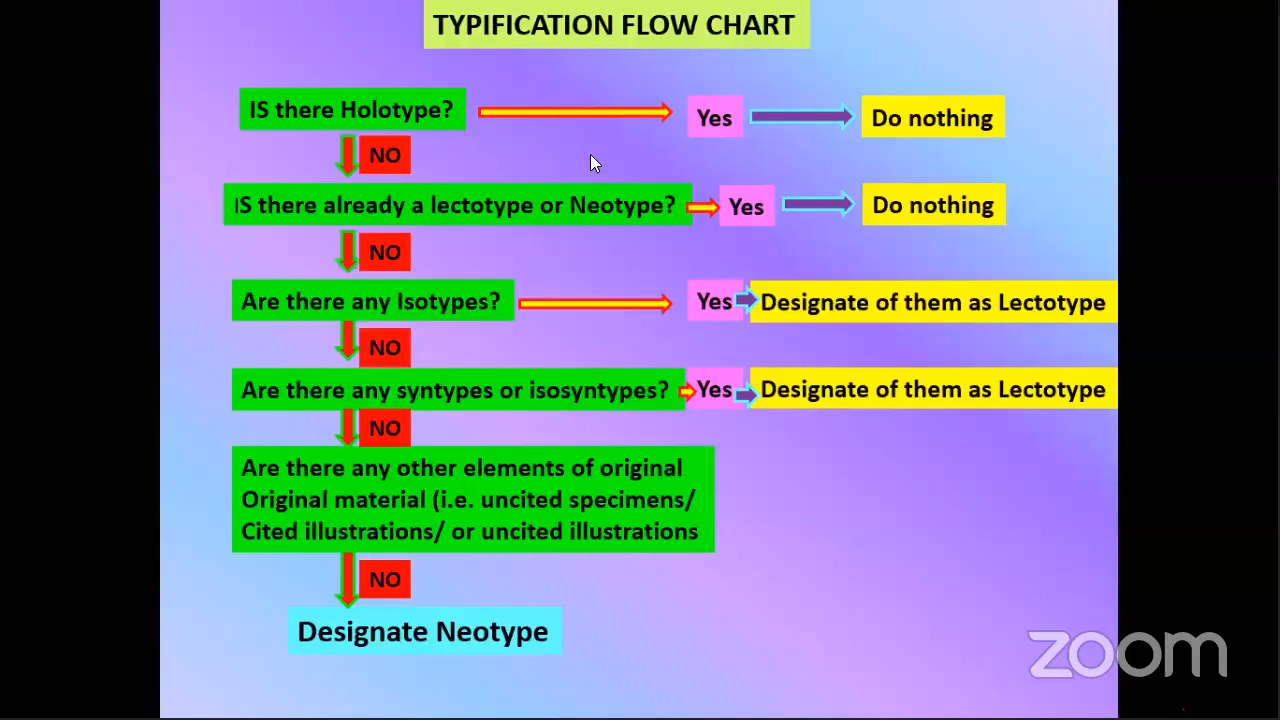 TYPIFICATION FLOW CHART
IS there Holotype?
Yes
Do nothing
NO
IS there already a lectotype or Neotype?
Yes
Do nothing
NO
Are there any Isotypes?
Yes
Designate of them as Lectotype
NO
Are there any syntypes or isosyntypes?
Yes
Designate of them as Lectotype
NO
Are there any other elements of original
Original material (i.e. uncited specimens/
Cited illustrations/ or uncited illustrations
NO
Designate Neotype
zoom